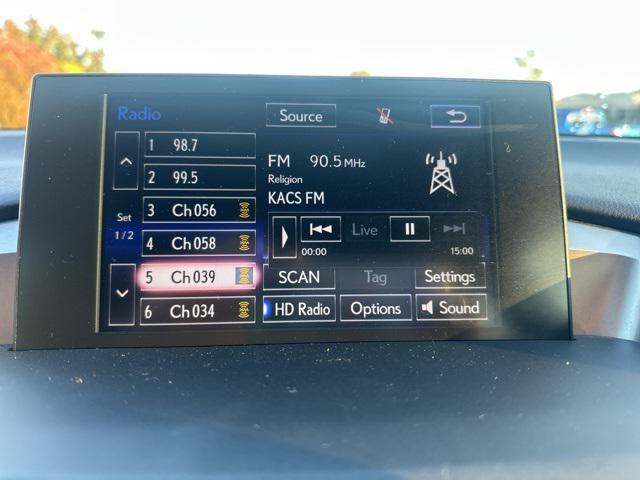 Radio
Source
1 98.7
2 99.5
3 Ch056
4 Ch058
5 Ch039
6 Ch034
Set
1/2
FM 90.5 MHz
Religion
KACS FM
Live
00:00 15:00
SCAN Tag Settings
HD Radio Options Sound